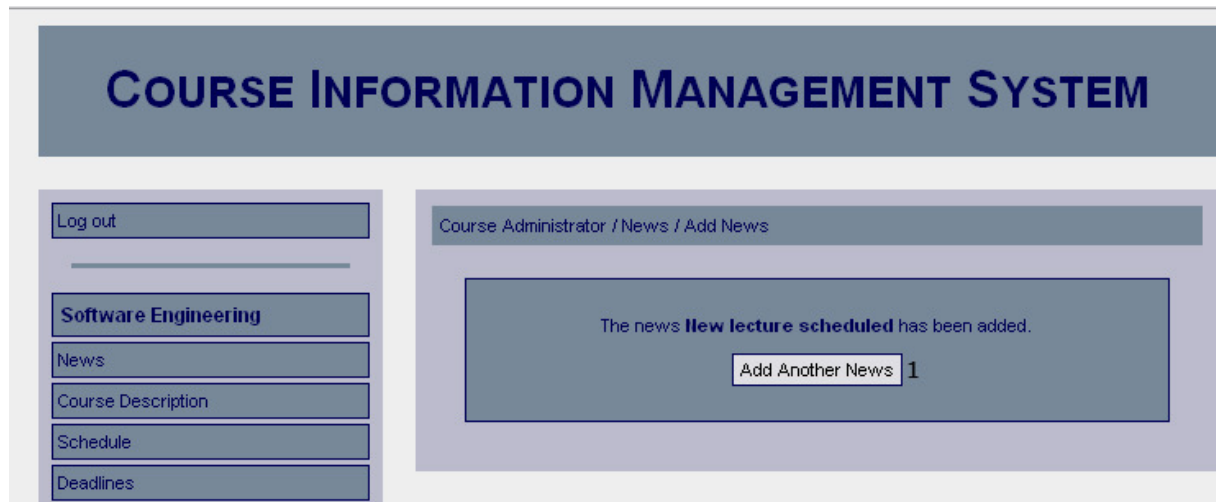 COURSE INFORMATION MANAGEMENT SYSTEM
Log out
Software Engineering
News
Course Description
Schedule
Deadlines
Course Administrator / News / Add News
The news New lecture scheduled has been added.
Add Another News 1